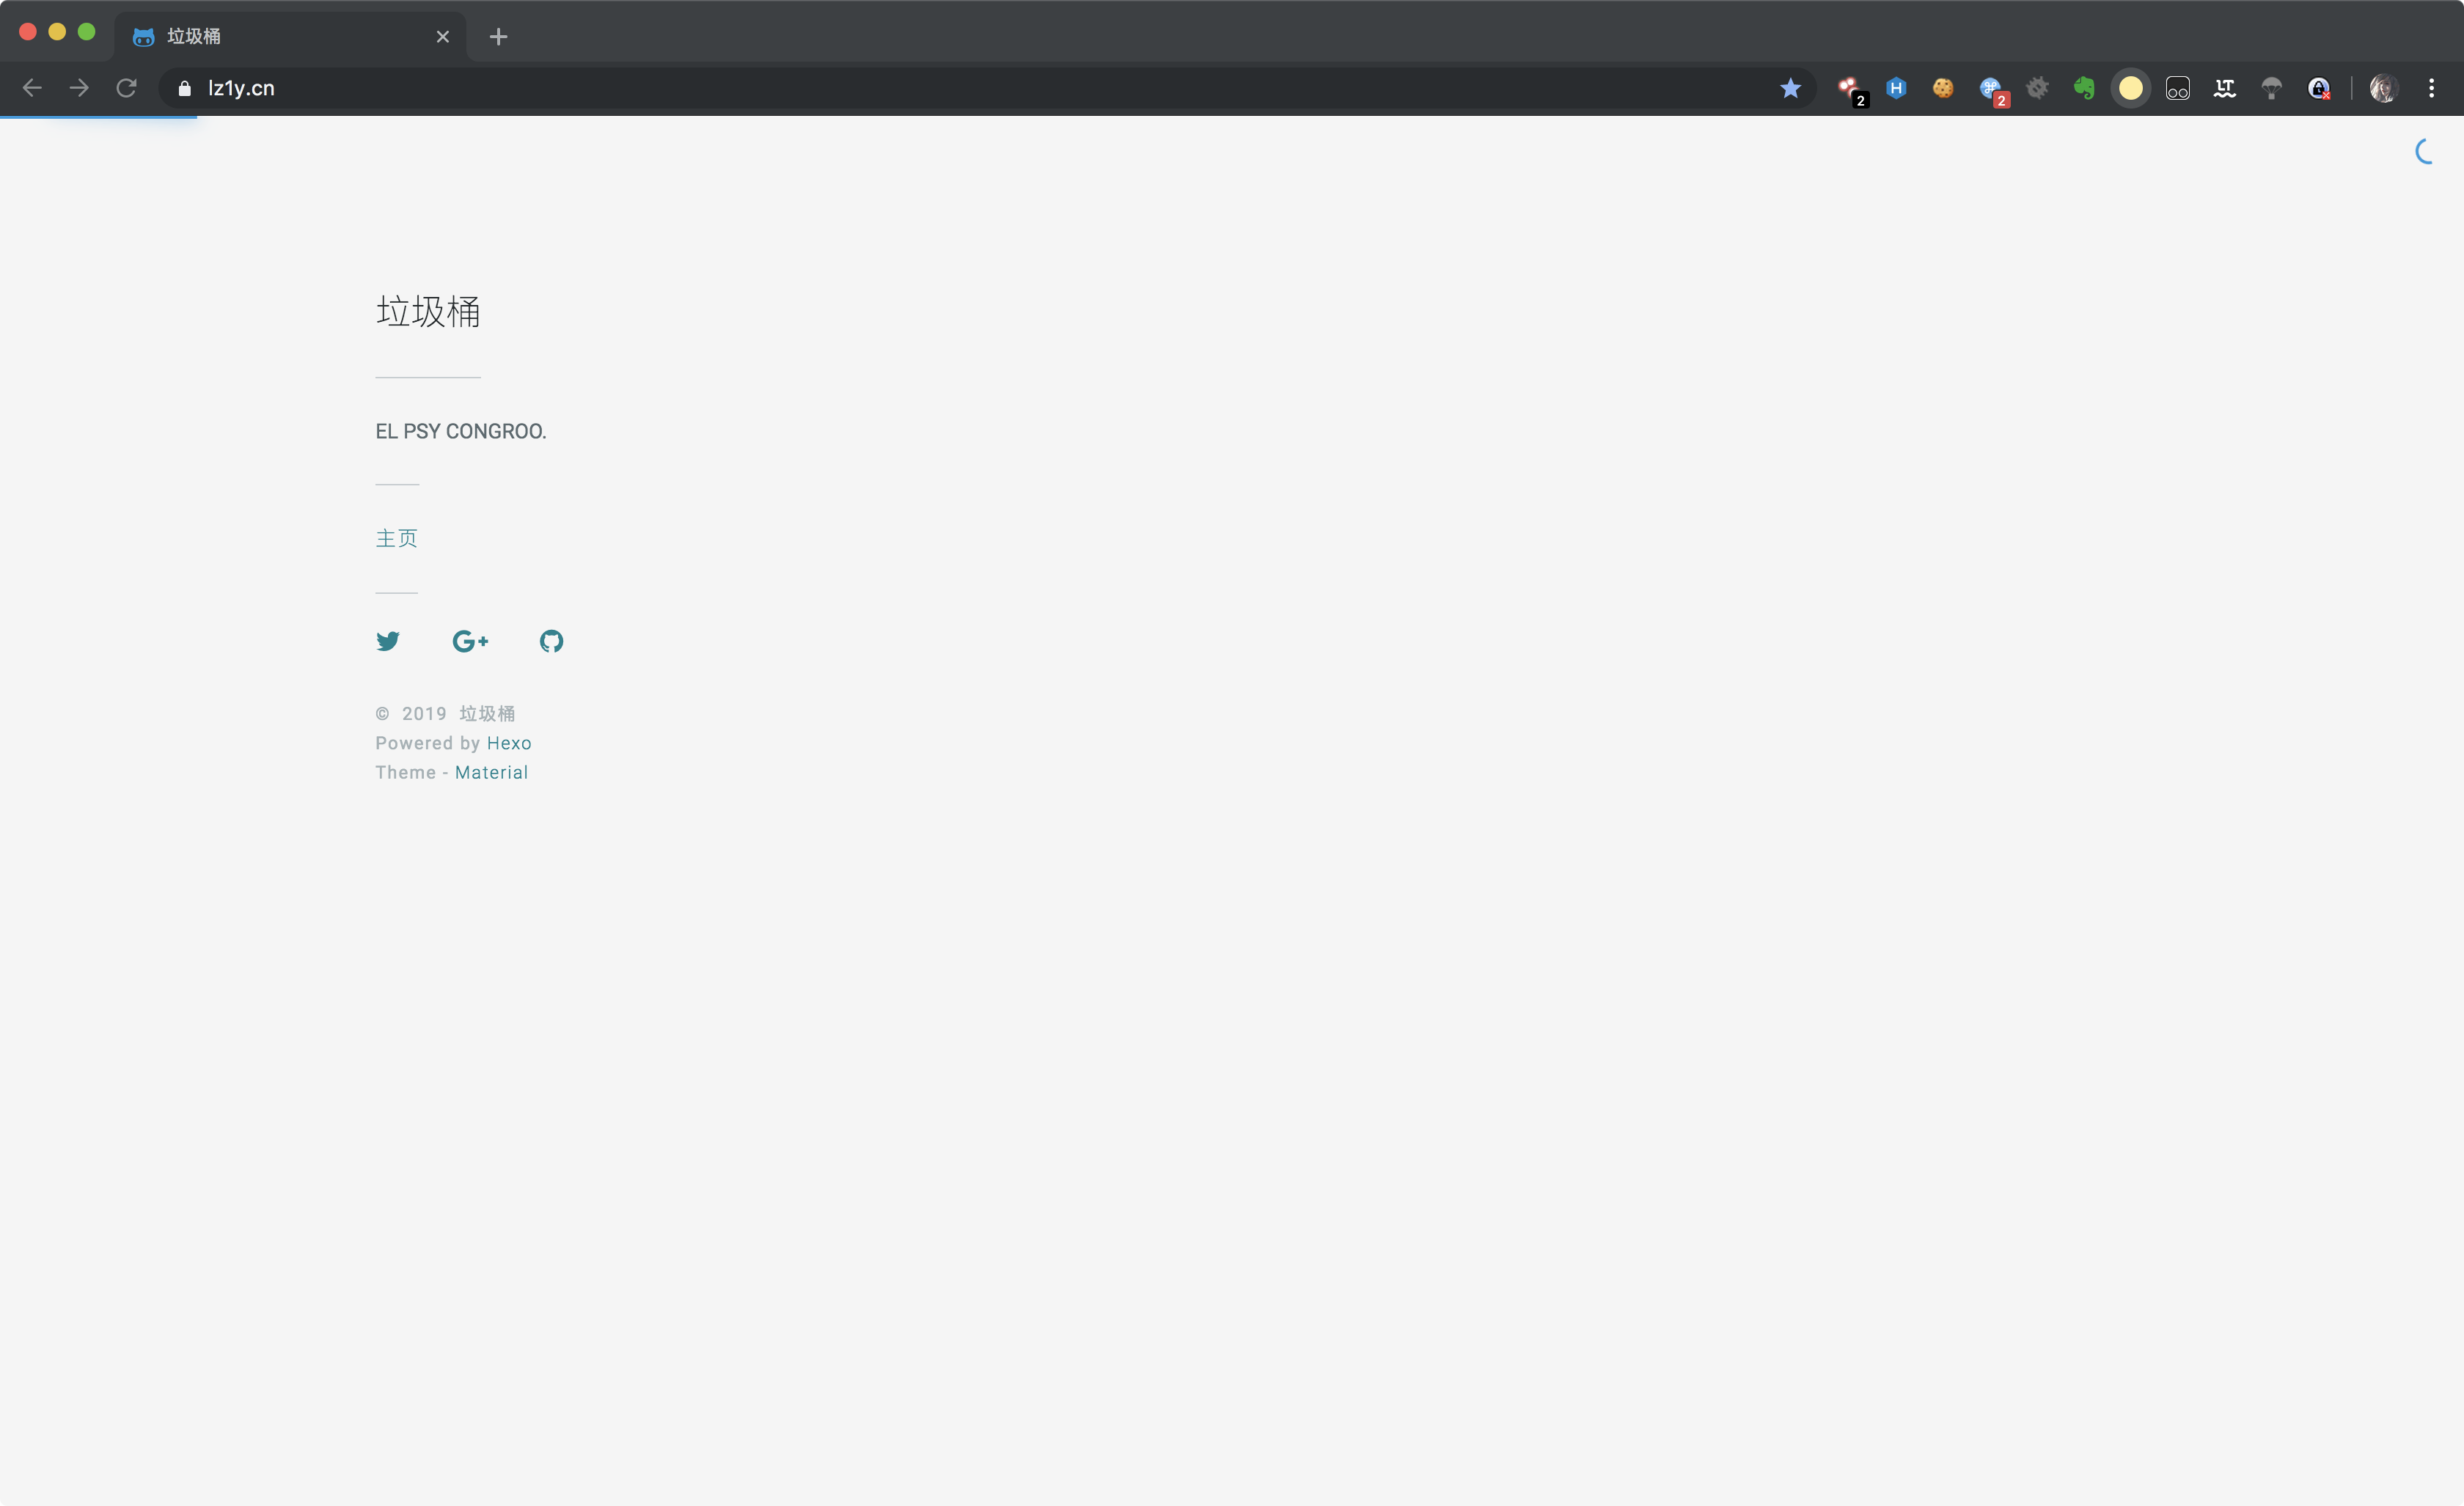 垃圾桶
lz1y.cn
2
H
2
LT
垃圾桶
EL PSY CONGROO.
主页
G+
© 2019 垃圾桶
Powered by Hexo
Theme - Material